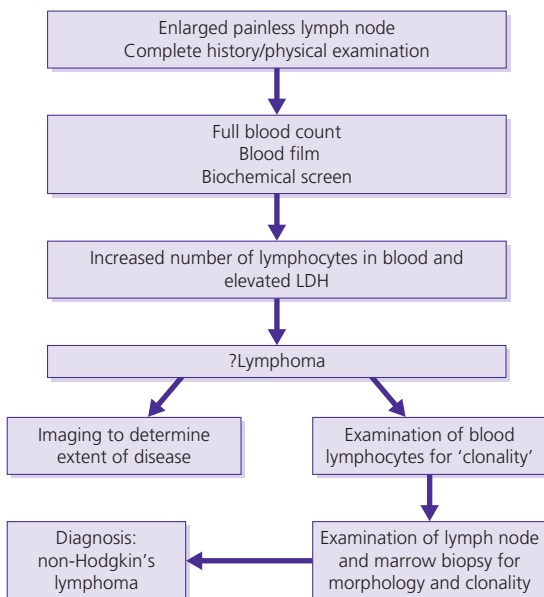 Enlarged painless lymph node
Complete history/physical examination
Full blood count
Blood film
Biochemical screen
Increased number of lymphocytes in blood and
elevated LDH
?Lymphoma
Imaging to determine
extent of disease
Examination of blood
lymphocytes for ‘clonality’
Examination of lymph node
and marrow biopsy for
morphology and clonality
Diagnosis:
non-Hodgkin’s
lymphoma